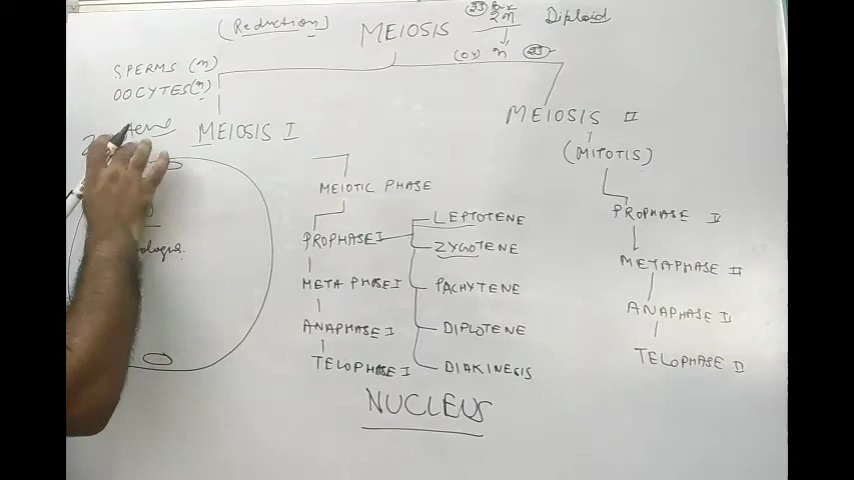 (Reduction)
MEIOSIS
2n
Diploid
(or) n
SPERMS (n)
OOCYTES(n)
MEIOSIS I
MEIOSIS II
(MITOTIS)
MEIOTIC PHASE
PROPHASE I
METAPHASE I
ANAPHASE I
TELOPHASE I
LEPTOTENE
ZYGOTENE
PACHYTENE
DIPLOTENE
DIAKINESIS
PROPHASE II
METAPHASE II
ANAPHASE II
TELOPHASE II
NUCLEUS